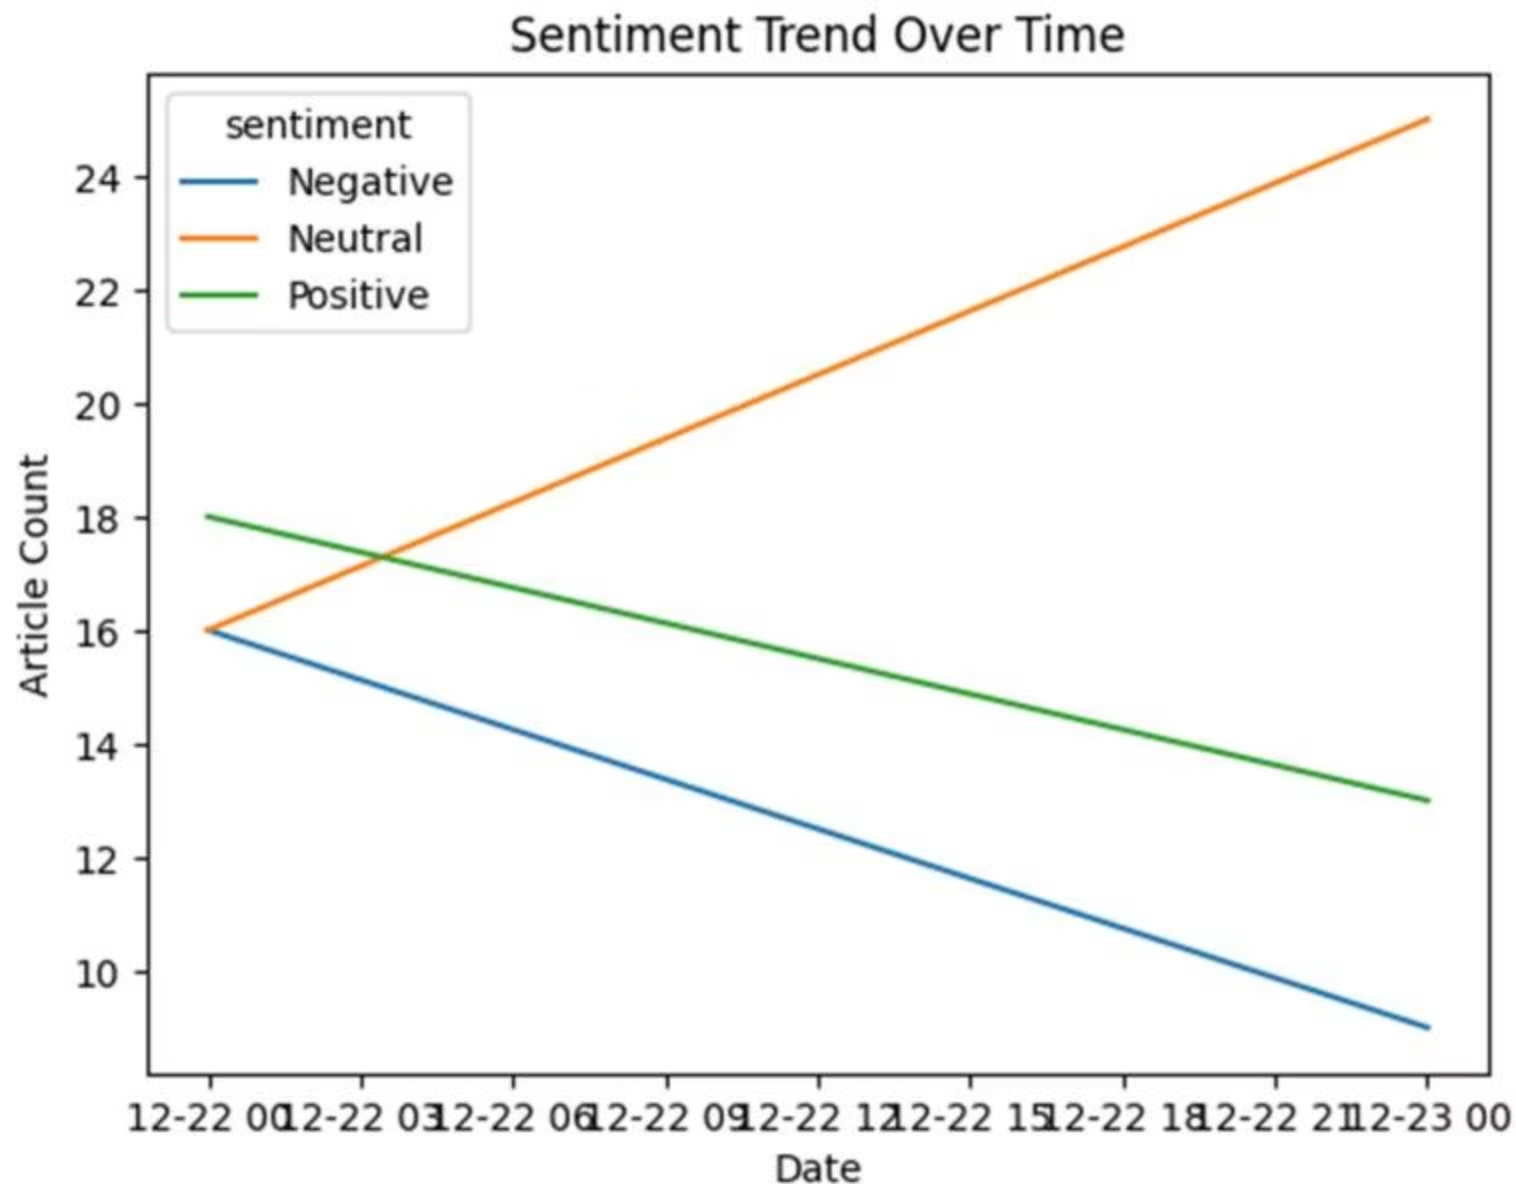 Sentiment Trend Over Time
sentiment
Negative
Neutral
Positive
24
22
20
18
16
14
12
10
Article Count
12-22 00 12-22 03 12-22 06 12-22 09 12-22 12 12-22 15 12-22 18 12-22 21 12-23 00
Date